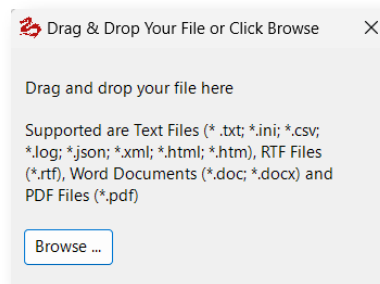 Drag & Drop Your File or Click Browse
Drag and drop your file here
Supported are Text Files (* .txt; *.ini; *.csv;
*.log; *.json; *.xml; *.html; *.htm), RTF Files
(*.rtf), Word Documents (*.doc; *.docx) and
PDF Files (*.pdf)
Browse ...